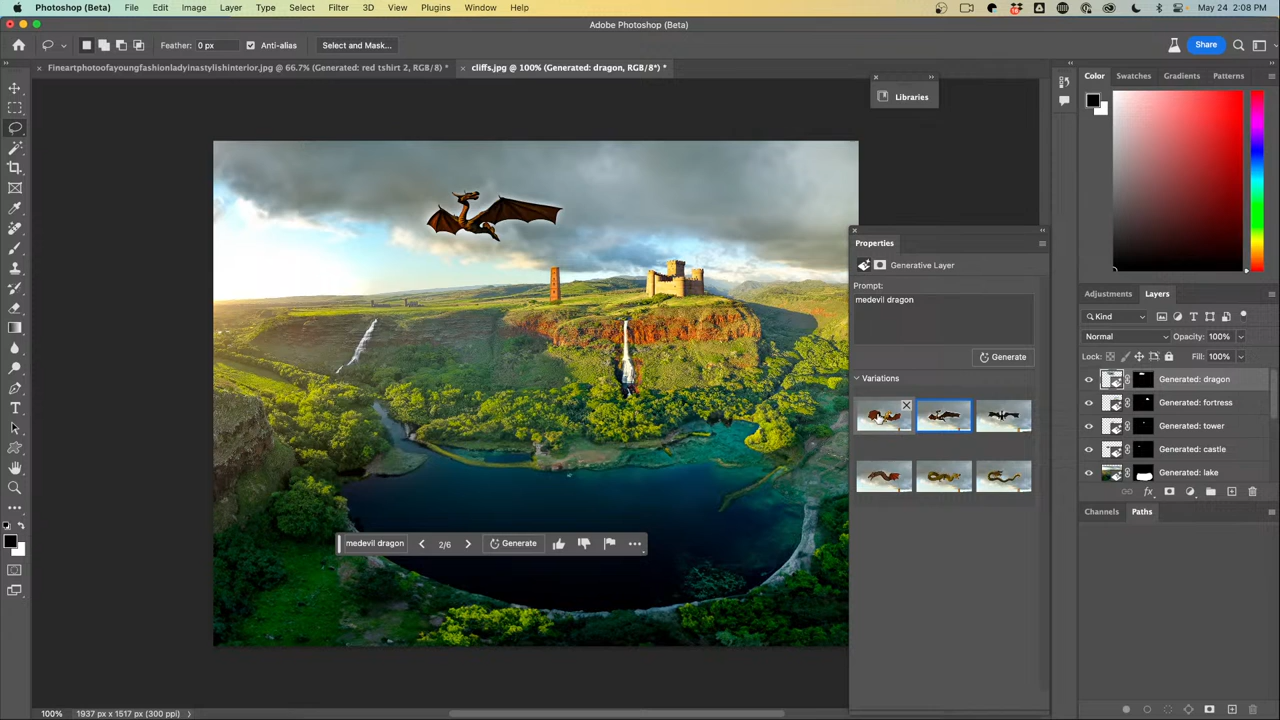 Photoshop (Beta) File Edit Image Layer Type Select Filter 3D View Plugins Window Help May 24 2:08 PM
Adobe Photoshop (Beta)
Feather: 0 px Anti-alias Select and Mask... Share
Fineartphotoofayoungfashionladyinastylishinterior.jpg @ 66.7% (Generated: red tshirt 2, RGB/8) * cliffs.jpg @ 100% (Generated: dragon, RGB/8*) *
Color Swatches Gradients Patterns
Libraries
Properties
Generative Layer
Prompt:
medevil dragon
Generate
Variations
medevil dragon 2/6 Generate
Adjustments Layers
Kind
Normal Opacity: 100%
Lock: Fill: 100%
Generated: dragon
Generated: fortress
Generated: tower
Generated: castle
Generated: lake
fx
Channels Paths
100% 1937 px x 1517 px (300 ppi)